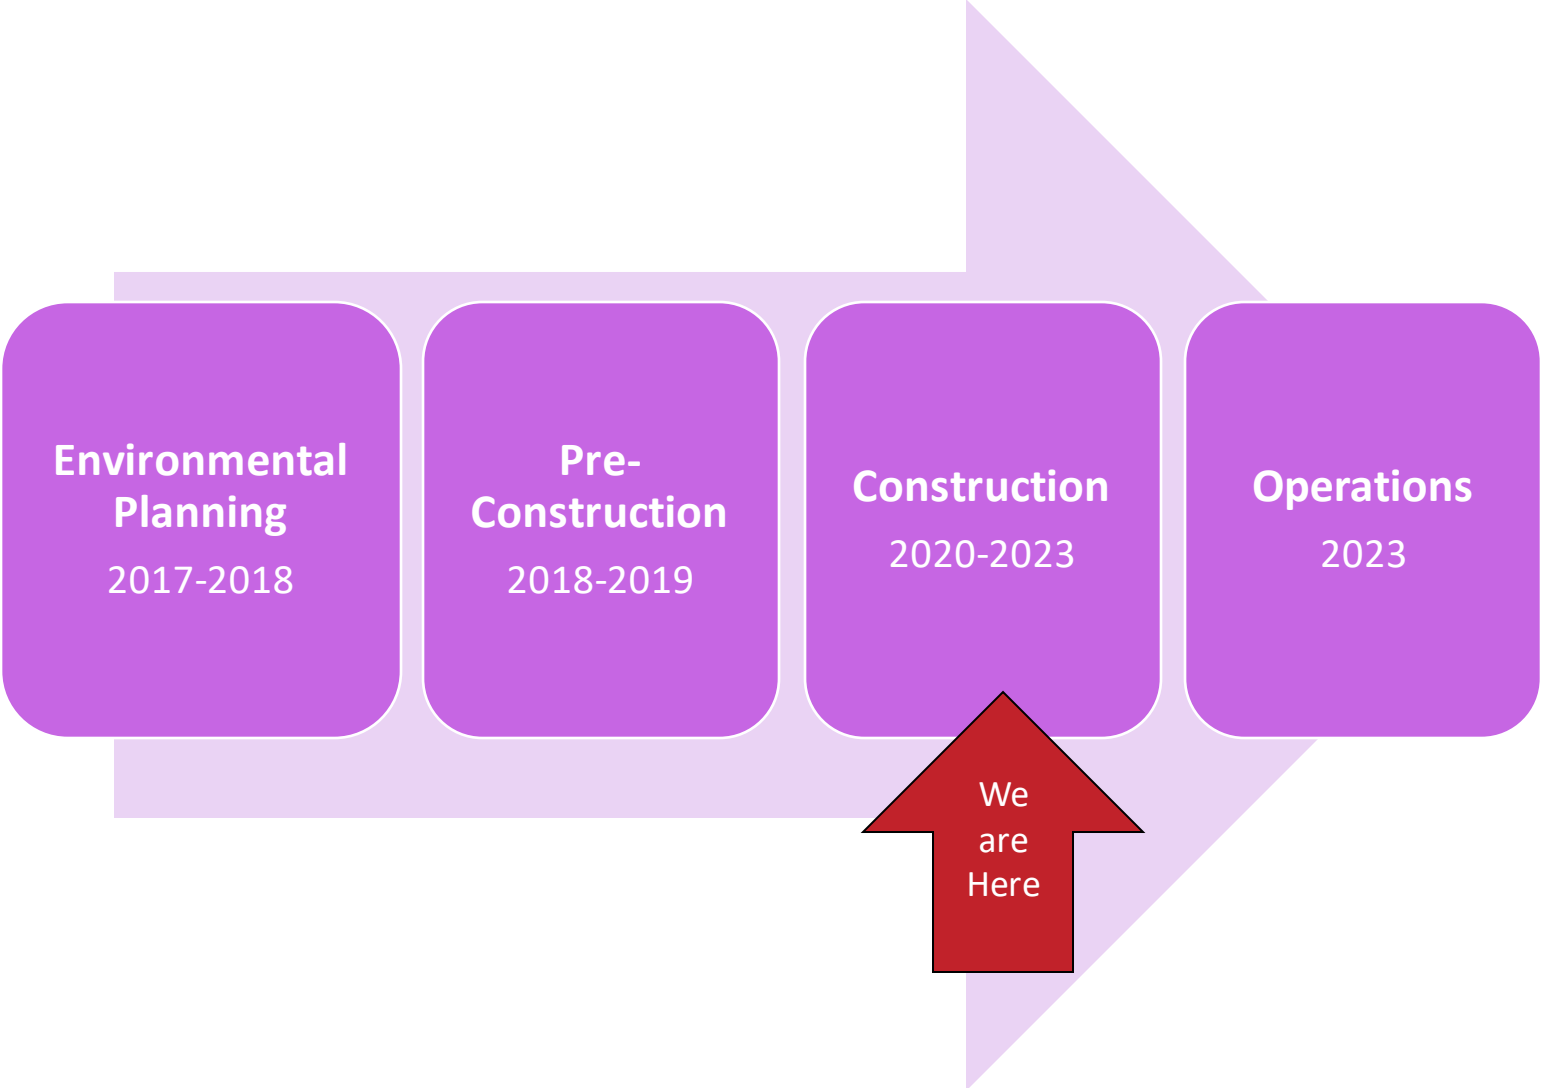 Environmental
Planning
2017-2018
Pre-
Construction
2018-2019
Construction
2020-2023
Operations
2023
We
are
Here